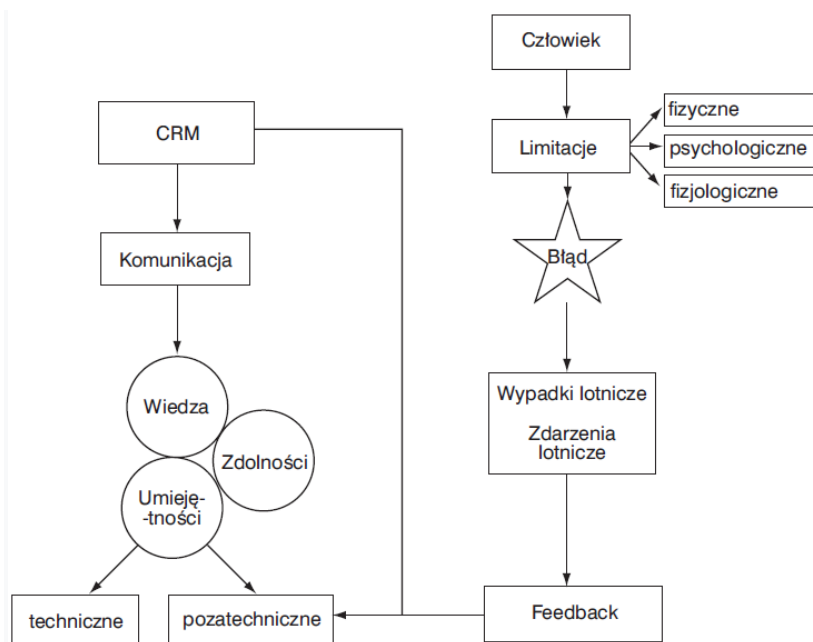 Człowiek
CRM
Limitacje
fizyczne
psychologiczne
fizjologiczne
Błąd
Komunikacja
Wiedza
Zdolności
Umieję-
-tności
Wypadki lotnicze
Zdarzenia
lotnicze
techniczne
pozatechniczne
Feedback